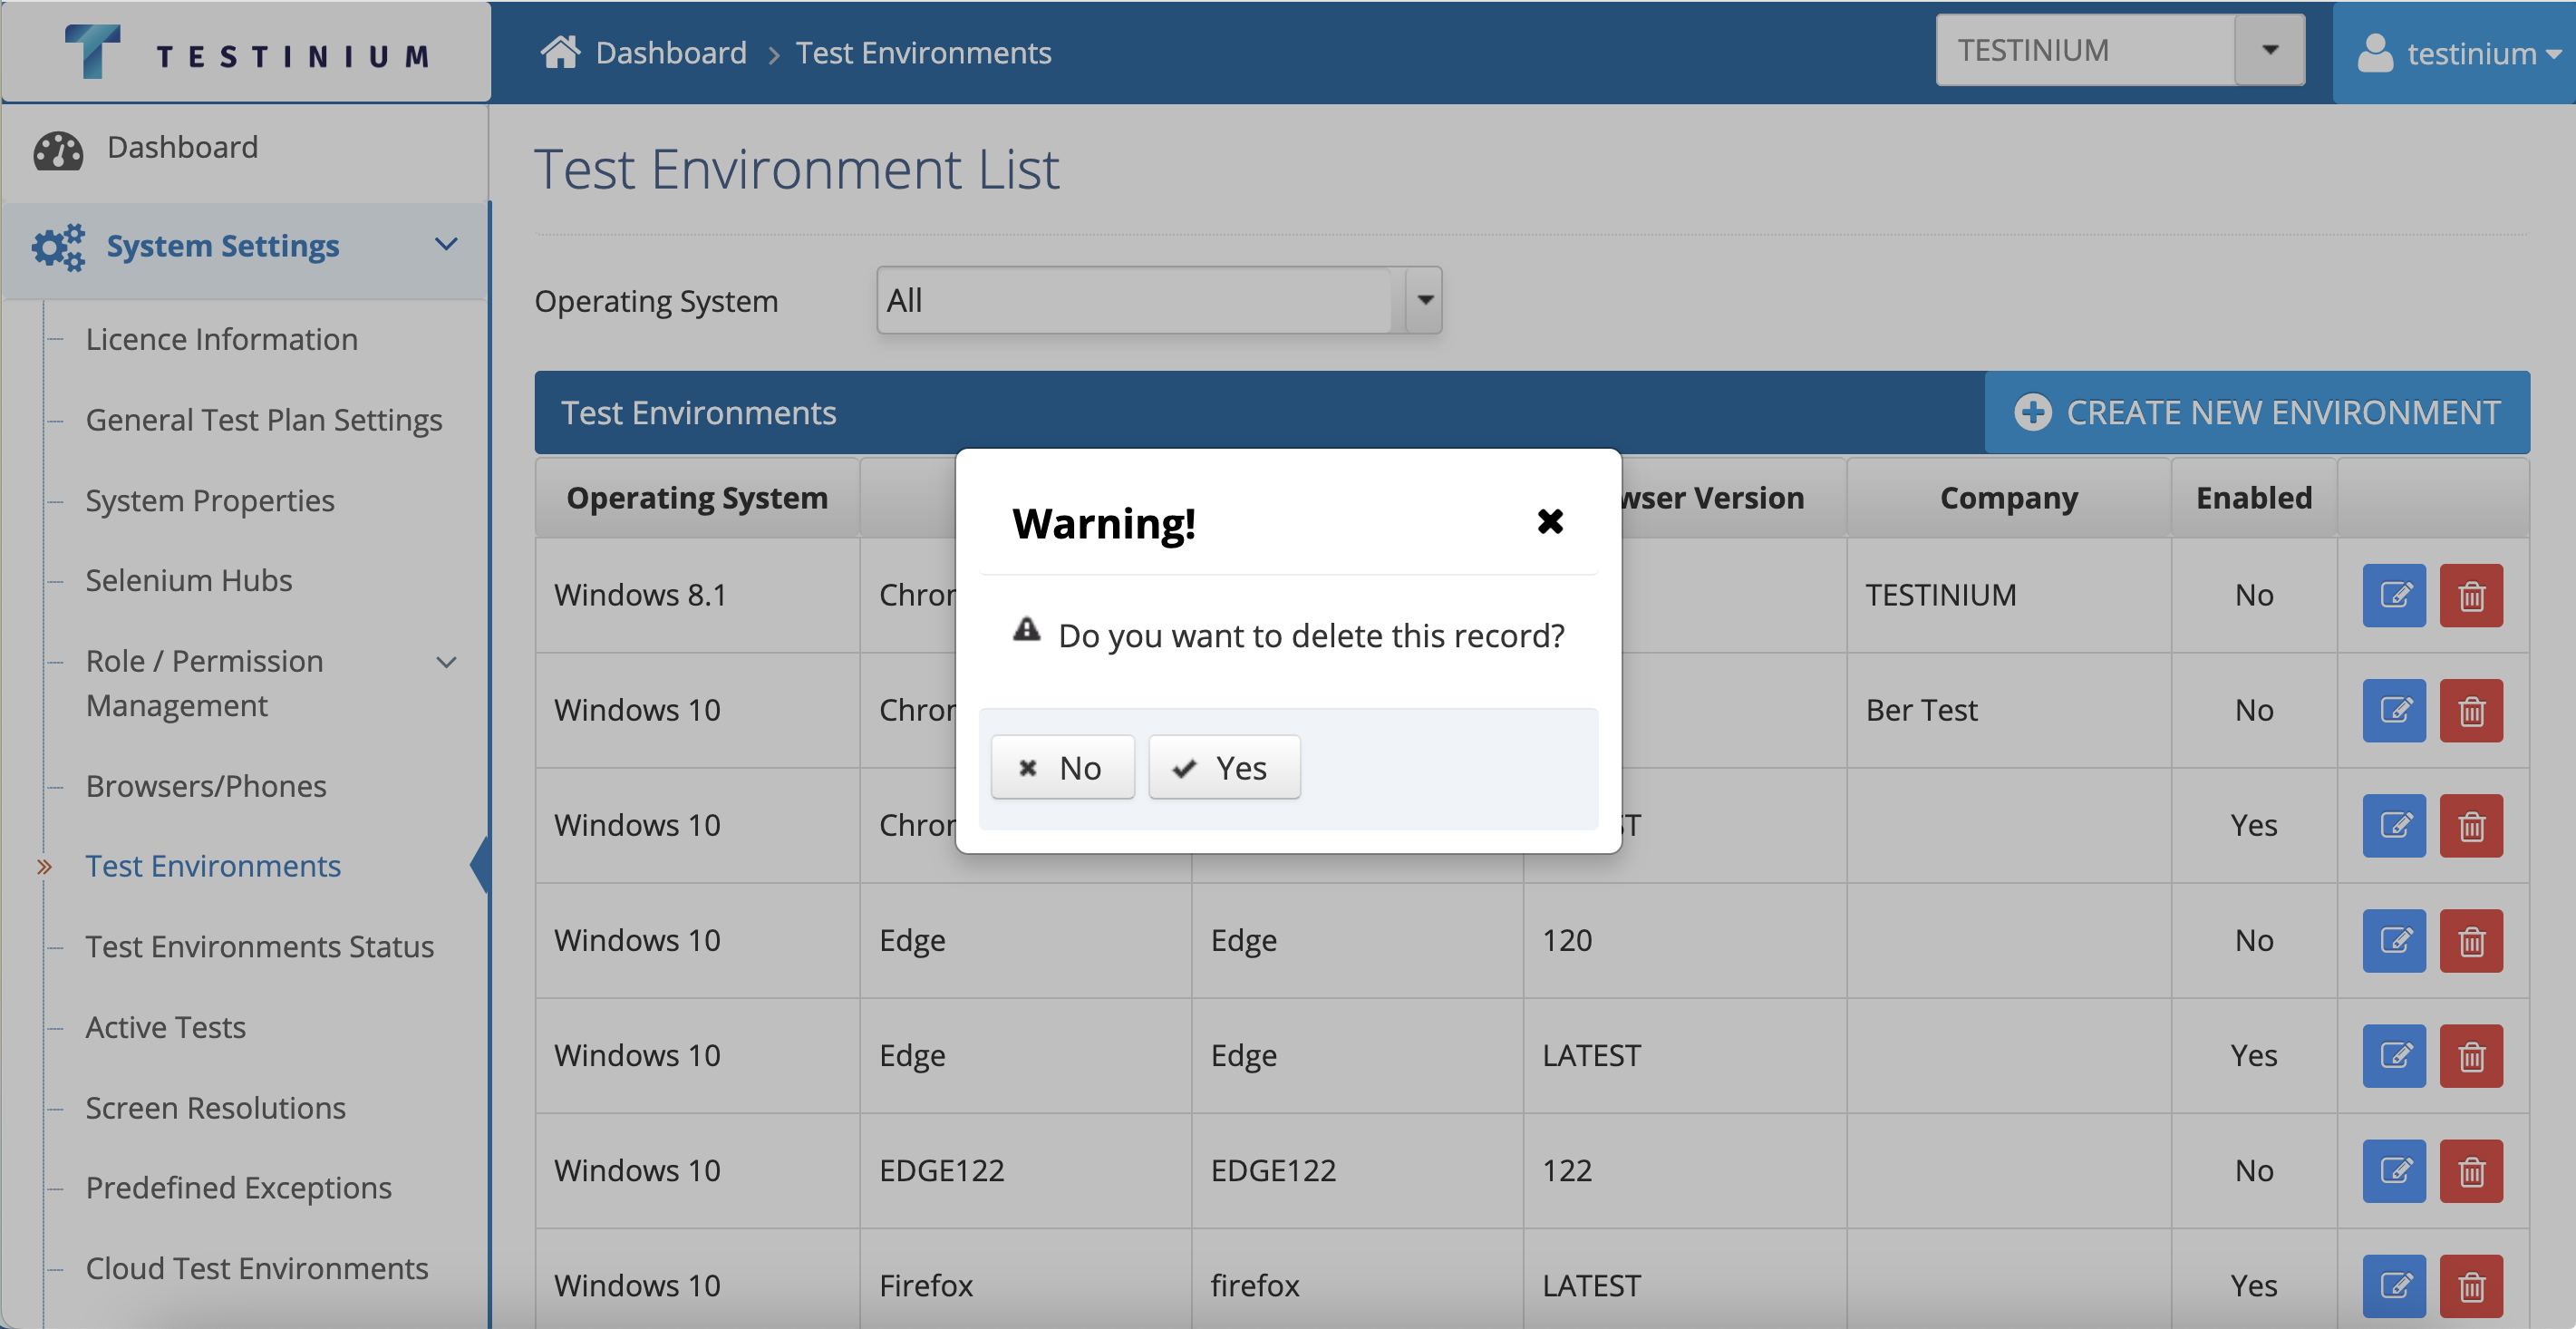 TESTINIUM
Dashboard > Test Environments
TESTINIUM
testinium
Dashboard
System Settings
Licence Information
General Test Plan Settings
System Properties
Selenium Hubs
Role / Permission
Management
Browsers/Phones
Test Environments
Test Environments Status
Active Tests
Screen Resolutions
Predefined Exceptions
Cloud Test Environments
Test Environment List
Operating System All
Test Environments CREATE NEW ENVIRONMENT
Operating System wser Version Company Enabled
Windows 8.1 Chro TESTINIUM No
Windows 10 Chro Ber Test No
Windows 10 Chro ST Yes
Windows 10 Edge Edge 120 No
Windows 10 Edge Edge LATEST Yes
Windows 10 EDGE122 EDGE122 122 No
Windows 10 Firefox firefox LATEST Yes
Warning!
Do you want to delete this record?
No Yes